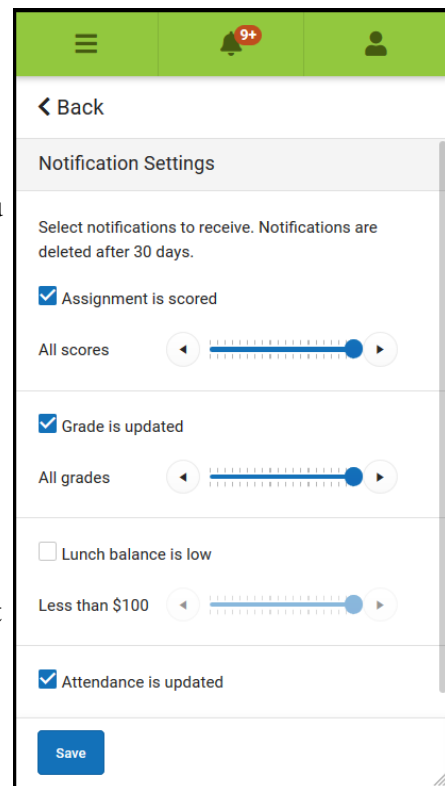 9+
Back
Notification Settings
Select notifications to receive. Notifications are
deleted after 30 days.
Assignment is scored
All scores
Grade is updated
All grades
Lunch balance is low
Less than $100
Attendance is updated
Save